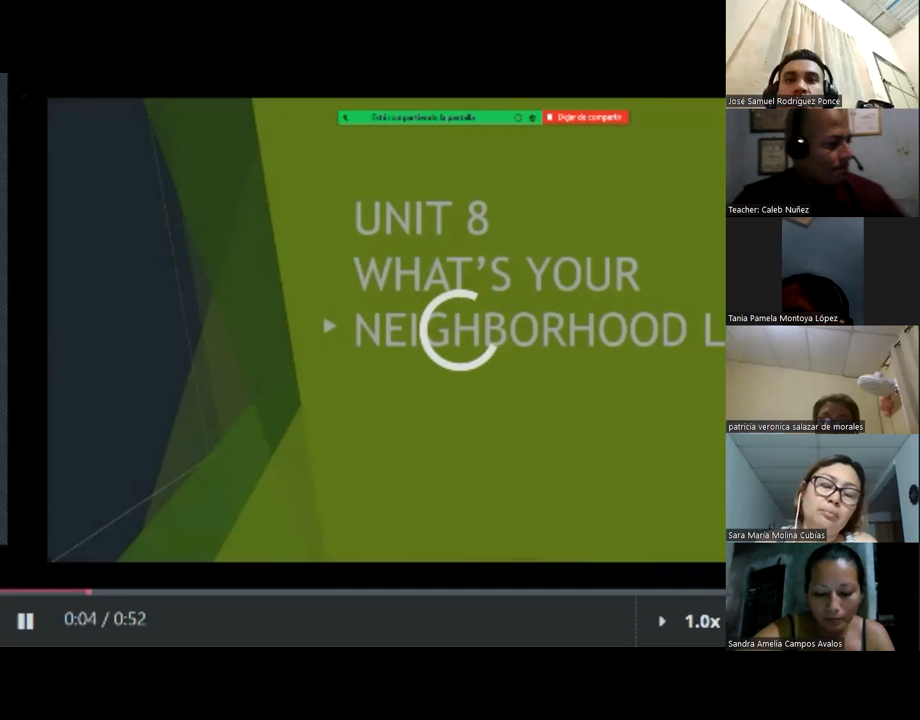 Está compartiendo la pantalla
Dejar de compartir
UNIT 8
WHAT'S YOUR
NEIGHBORHOOD L
0:04 / 0:52
1.0x
José Samuel Rodríguez Ponce
Teacher: Caleb Nuñez
Tania Pamela Montoya López
patricia veronica salazar de morales
Sara María Molina Cubías
Sandra Amelia Campos Avalos